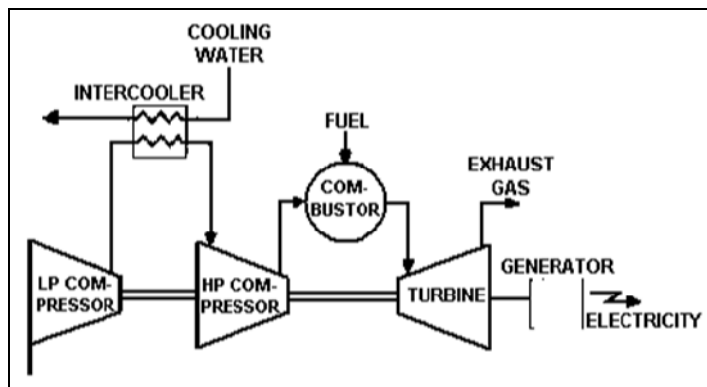 COOLING
WATER
INTERCOOLER
FUEL
COM-
BUSTOR
EXHAUST
GAS
LP COM-
PRESSOR
HP COM-
PRESSOR
TURBINE
GENERATOR
ELECTRICITY